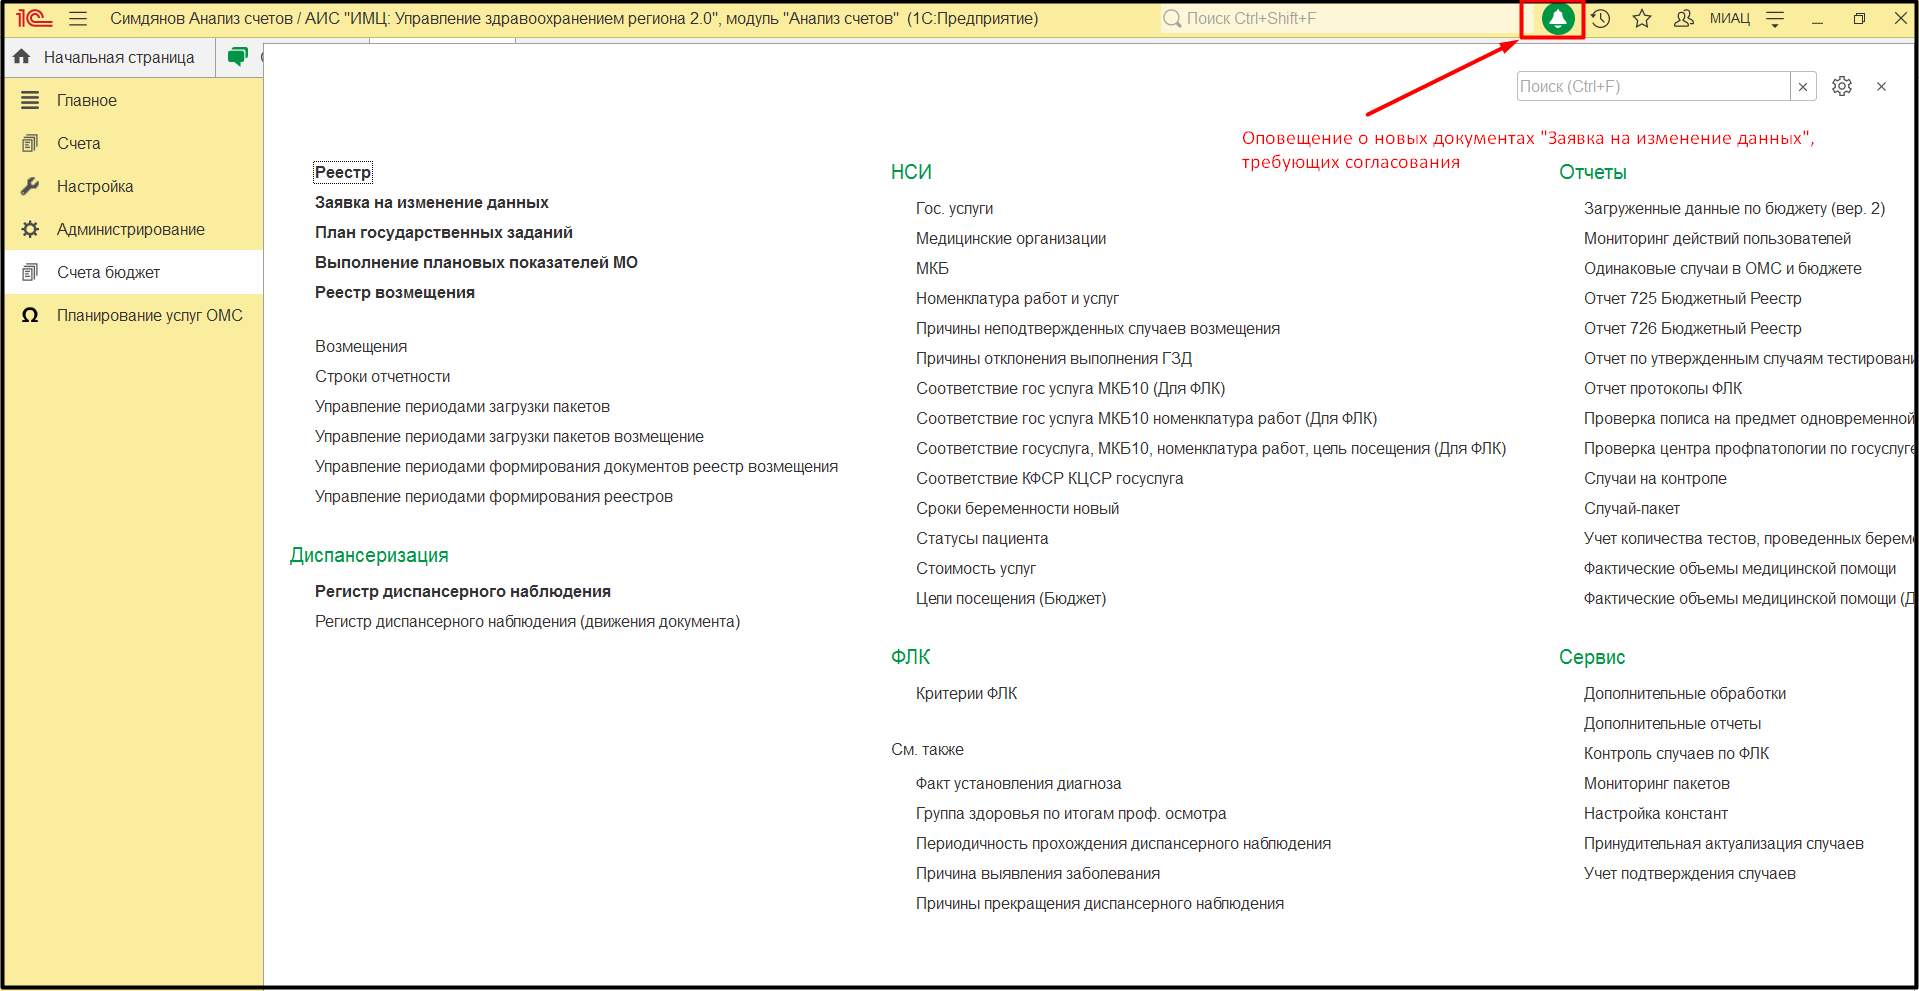 1С Симдянов Анализ счетов / АИС "ИМЦ: Управление здравоохранением региона 2.0", модуль "Анализ счетов" (1С:Предприятие)
Поиск Ctrl+Shift+F
МИАЦ
Начальная страница
Поиск (Ctrl+F)
Оповещение о новых документах "Заявка на изменение данных",
требующих согласования
Главное
Счета
Настройка
Администрирование
Счета бюджет
Планирование услуг ОМС
Реестр
Заявка на изменение данных
План государственных заданий
Выполнение плановых показателей МО
Реестр возмещения
Возмещения
Строки отчетности
Управление периодами загрузки пакетов
Управление периодами загрузки пакетов возмещение
Управление периодами формирования документов реестр возмещения
Управление периодами формирования реестров
Диспансеризация
Регистр диспансерного наблюдения
Регистр диспансерного наблюдения (движения документа)
НСИ
Гос. услуги
Медицинские организации
МКБ
Номенклатура работ и услуг
Причины неподтвержденных случаев возмещения
Причины отклонения выполнения ГЗД
Соответствие гос услуга МКБ10 (Для ФЛК)
Соответствие гос услуга МКБ10 номенклатура работ (Для ФЛК)
Соответствие госуслуга, МКБ10, номенклатура работ, цель посещения (Для ФЛК)
Соответствие КФСР КЦСР госуслуга
Сроки беременности новый
Статусы пациента
Стоимость услуг
Цели посещения (Бюджет)
ФЛК
Критерии ФЛК
См. также
Факт установления диагноза
Группа здоровья по итогам проф. осмотра
Периодичность прохождения диспансерного наблюдения
Причина выявления заболевания
Причины прекращения диспансерного наблюдения
Отчеты
Загруженные данные по бюджету (вер. 2)
Мониторинг действий пользователей
Одинаковые случаи в ОМС и бюджете
Отчет 725 Бюджетный Реестр
Отчет 726 Бюджетный Реестр
Отчет по утвержденным случаям тестировани
Отчет протоколы ФЛК
Проверка пописа на предмет одновременной
Проверка центра профпатологии по госуслуге
Случаи на контроле
Случай-пакет
Учет количества тестов, проведенных берем
Фактические объемы медицинской помощи
Фактические объемы медицинской помощи (Д
Сервис
Дополнительные обработки
Дополнительные отчеты
Контроль случаев по ФЛК
Мониторинг пакетов
Настройка констант
Принудительная актуализация случаев
Учет подтверждения случаев